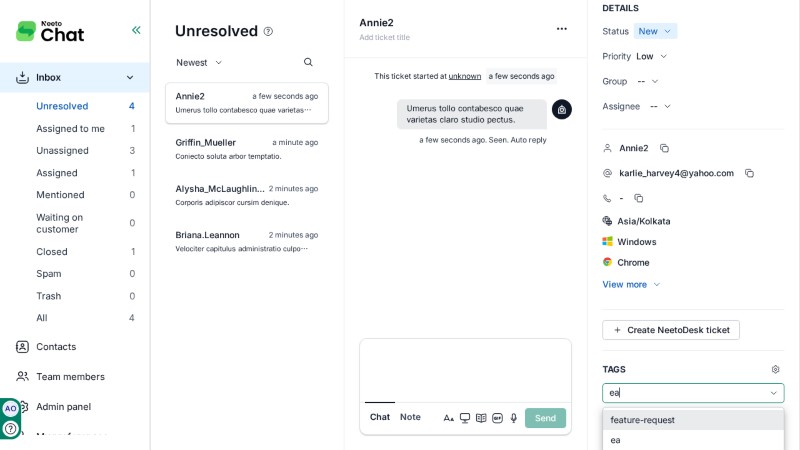 Neeto
Chat
Inbox
Unresolved 4
Assigned to me 1
Unassigned 3
Assigned 1
Mentioned 0
Waiting on
customer 0
Closed 1
Spam 0
Trash 0
All 4
Contacts
Team members
Admin panel
AO
Unresolved
Newest
Annie2 a few seconds ago
Umerus tollo contabesco quae varietas···
Griffin_Mueller a minute ago
Coniecto soluta arbor temptatio.
Alysha_McLaughlin... 2 minutes ago
Corporis adipiscor cursim denique.
Briana.Leannon 2 minutes ago
Velociter capitulus administratio culpo···
Annie2
Add ticket title
This ticket started at unknown a few seconds ago
Umerus tollo contabesco quae
varietas claro studio pectus.
a few seconds ago. Seen. Auto reply
Chat Note
GIF
Send
DETAILS
Status New
Priority Low
Group --
Assignee --
Annie2
karlie_harvey4@yahoo.com
-
Asia/Kolkata
Windows
Chrome
View more
+ Create NeetoDesk ticket
TAGS
ea
feature-request
ea